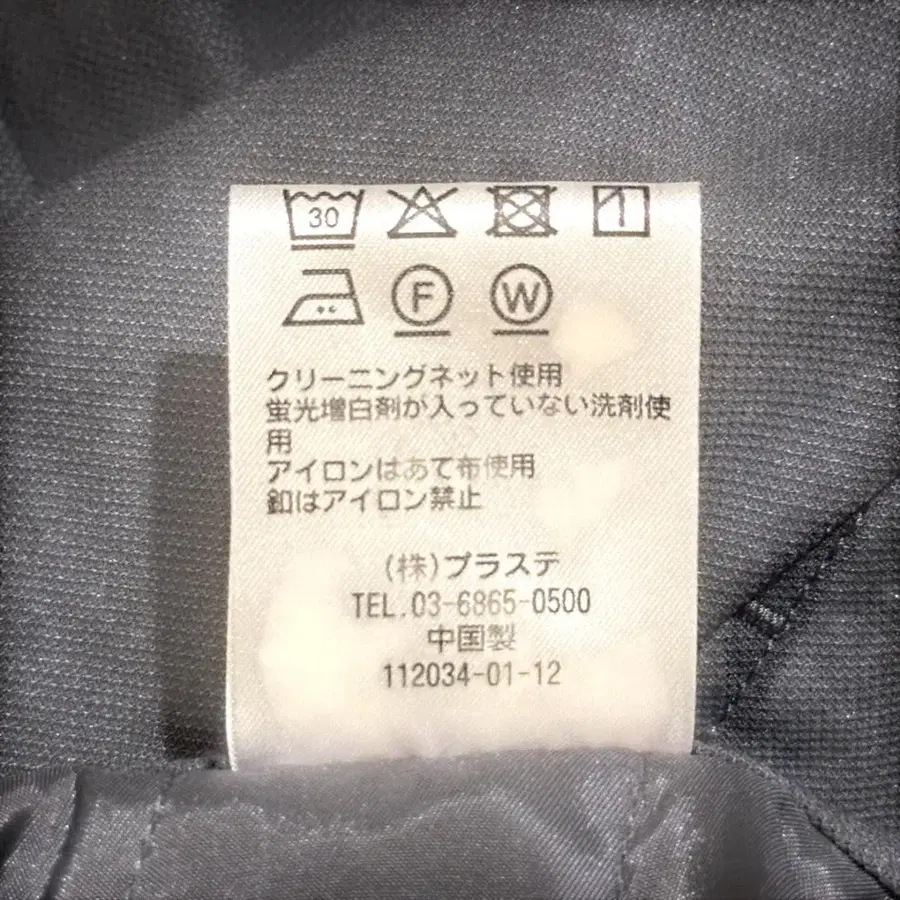 30
F W
クリーニングネット使用
蛍光増白剤が入っていない洗剤使
用
アイロンはあて布使用
釦はアイロン禁止
(株)プラステ
TEL.03-6865-0500
中国製
112034-01-12